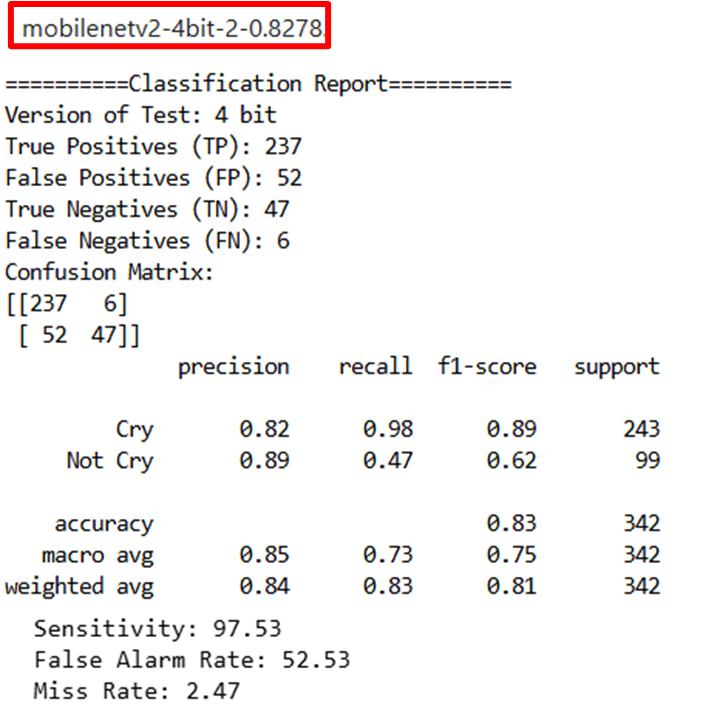 mobilenetv2-4bit-2-0.8278.
==========Classification Report==========
Version of Test: 4 bit
True Positives (TP): 237
False Positives (FP): 52
True Negatives (TN): 47
False Negatives (FN): 6
Confusion Matrix:
[[237   6]
 [ 52  47]]
              precision    recall  f1-score   support

         Cry       0.82      0.98      0.89       243
     Not Cry       0.89      0.47      0.62        99

    accuracy                           0.83       342
   macro avg       0.85      0.73      0.75       342
weighted avg       0.84      0.83      0.81       342
Sensitivity: 97.53
False Alarm Rate: 52.53
Miss Rate: 2.47